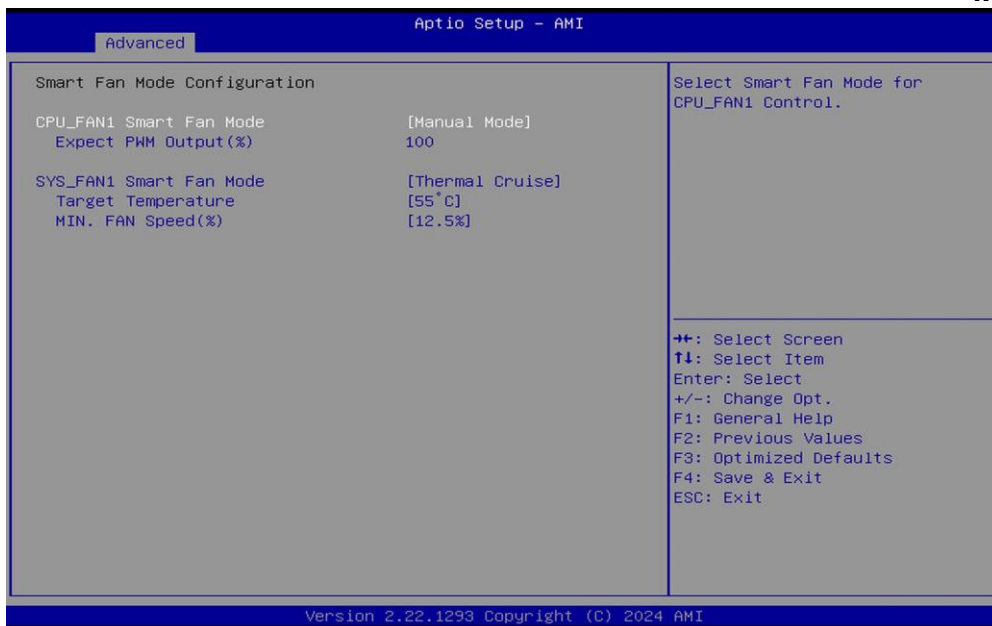 Aptio Setup - AMI
Advanced
Smart Fan Mode Configuration
CPU_FAN1 Smart Fan Mode [Manual Mode]
Expect PWM Output(%) 100
SYS_FAN1 Smart Fan Mode [Thermal Cruise]
Target Temperature [55°C]
MIN. FAN Speed(%) [12.5%]
Select Smart Fan Mode for
CPU_FAN1 Control.
→←: Select Screen
↑↓: Select Item
Enter: Select
+/-: Change Opt.
F1: General Help
F2: Previous Values
F3: Optimized Defaults
F4: Save & Exit
ESC: Exit
Version 2.22.1293 Copyright (C) 2024 AMI